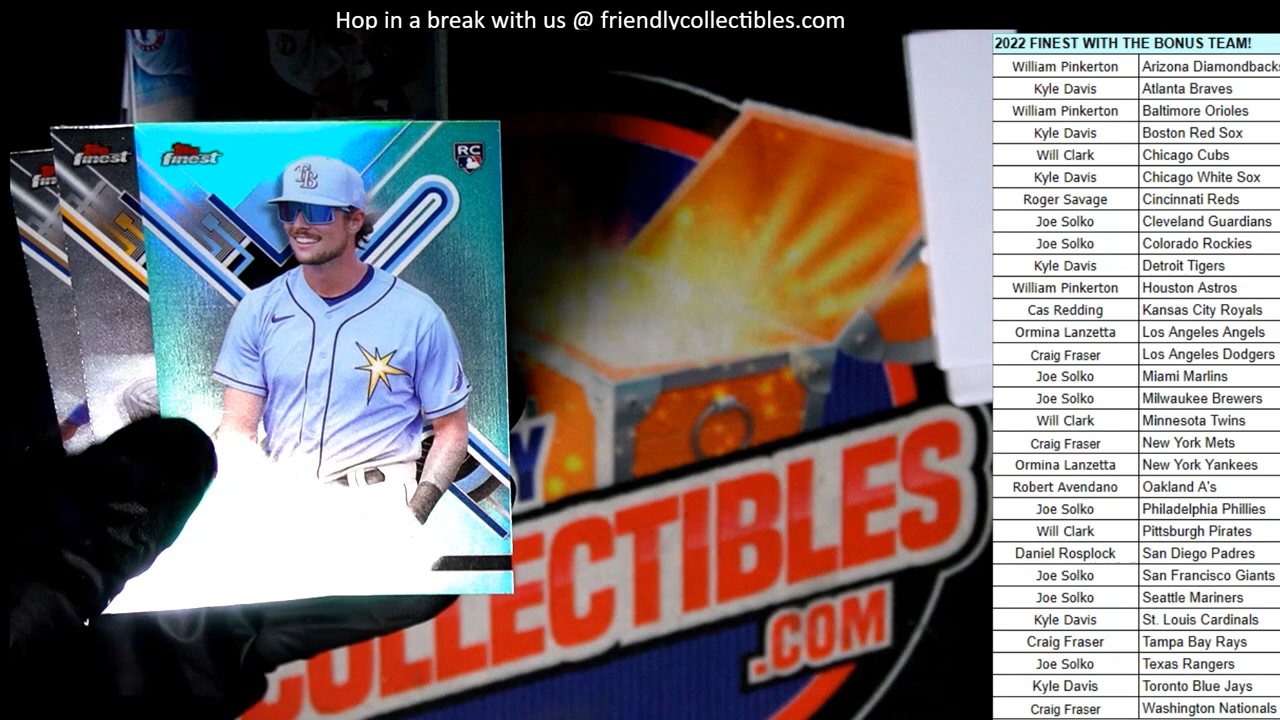 Hop in a break with us @ friendlycollectibles.com
2022 FINEST WITH THE BONUS TEAM!
William Pinkerton Arizona Diamondbacks
Kyle Davis Atlanta Braves
William Pinkerton Baltimore Orioles
Kyle Davis Boston Red Sox
Will Clark Chicago Cubs
Kyle Davis Chicago White Sox
Roger Savage Cincinnati Reds
Joe Solko Cleveland Guardians
Joe Solko Colorado Rockies
Kyle Davis Detroit Tigers
William Pinkerton Houston Astros
Cas Redding Kansas City Royals
Ormina Lanzetta Los Angeles Angels
Craig Fraser Los Angeles Dodgers
Joe Solko Miami Marlins
Joe Solko Milwaukee Brewers
Will Clark Minnesota Twins
Craig Fraser New York Mets
Ormina Lanzetta New York Yankees
Robert Avendano Oakland A's
Joe Solko Philadelphia Phillies
Will Clark Pittsburgh Pirates
Daniel Rosplock San Diego Padres
Joe Solko San Francisco Giants
Joe Solko Seattle Mariners
Kyle Davis St. Louis Cardinals
Craig Fraser Tampa Bay Rays
Joe Solko Texas Rangers
Kyle Davis Toronto Blue Jays
Craig Fraser Washington Nationals
finest
Topps finest
Topps finest
RC
TB
Y
COLLECTIBLES
.COM